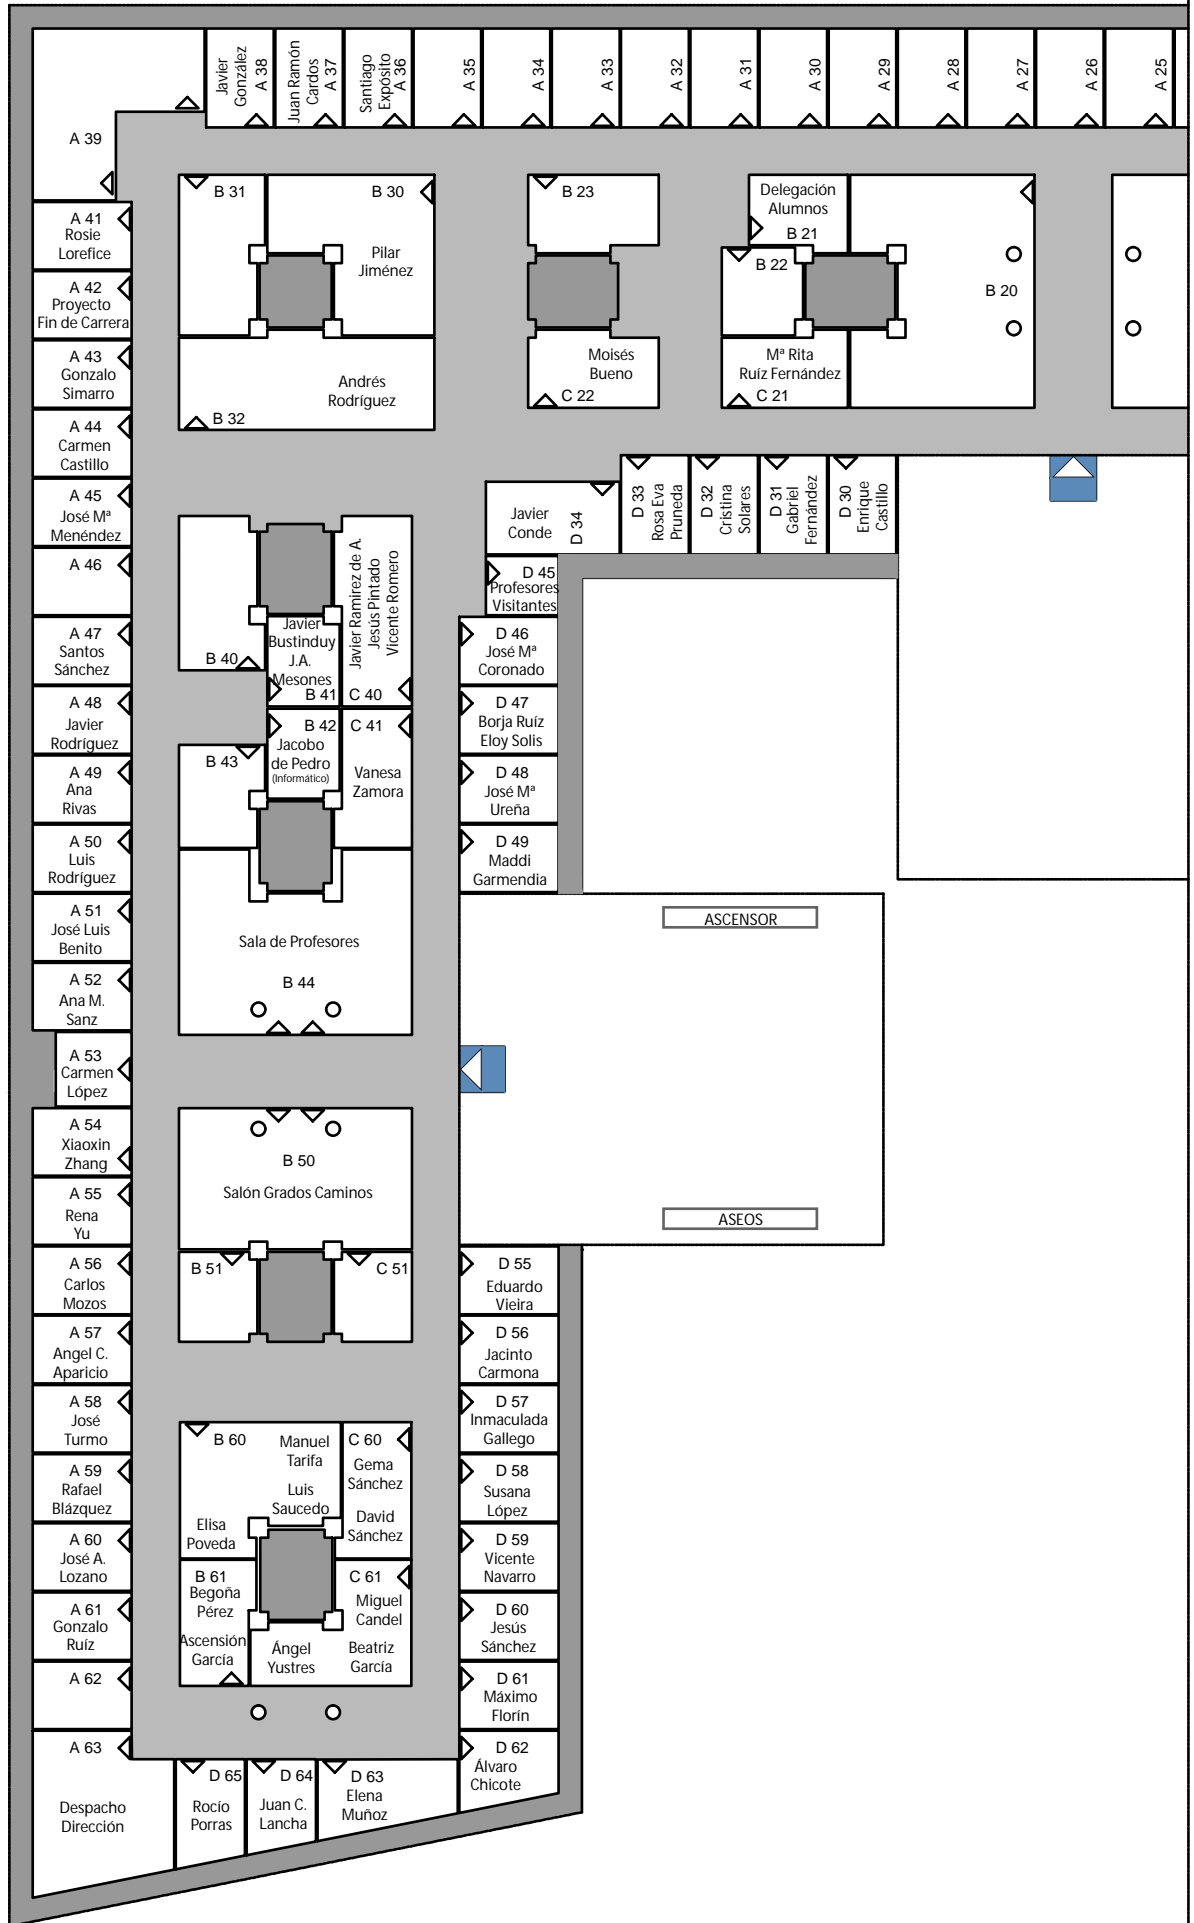 Javier
González
A 38
Juan Ramón
Cardos
A 37
Santiago
Expósito
A 36
A 35
A 34
A 33
A 32
A 31
A 30
A 29
A 28
A 27
A 26
A 25
A 39
A 41
Rosie
Lorefice
A 42
Proyecto
Fin de Carrera
A 43
Gonzalo
Simarro
A 44
Carmen
Castillo
A 45
José Mª
Menéndez
A 46
A 47
Santos
Sánchez
A 48
Javier
Rodríguez
A 49
Ana
Rivas
A 50
Luis
Rodríguez
A 51
José Luis
Benito
A 52
Ana M.
Sanz
A 53
Carmen
López
A 54
Xiaoxin
Zhang
A 55
Rena
Yu
A 56
Carlos
Mozos
A 57
Angel C.
Aparicio
A 58
José
Turmo
A 59
Rafael
Blázquez
A 60
José A.
Lozano
A 61
Gonzalo
Ruíz
A 62
A 63
Despacho
Dirección
B 31
B 30
Pilar
Jiménez
Andrés
Rodríguez
B 32
B 23
Moisés
Bueno
C 22
Delegación
Alumnos
B 21
B 22
B 20
Mª Rita
Ruíz Fernández
C 21
Javier
Conde
D 34
D 33
Rosa Eva
Pruneda
D 32
Cristina
Solares
D 31
Gabriel
Fernández
D 30
Enrique
Castillo
D 45
Profesores
Visitantes
D 46
José Mª
Coronado
D 47
Borja Ruíz
Eloy Solis
D 48
José Mª
Ureña
D 49
Maddi
Garmendia
B 40
Javier
Bustinduy
J.A.
Mesones
B 41
Javier Ramirez de A.
Jesús Pintado
Vicente Romero
C 40
B 42
Jacobo
de Pedro
(Informático)
C 41
Vanesa
Zamora
B 43
Sala de Profesores
B 44
ASCENSOR
ASEOS
B 50
Salón Grados Caminos
B 51
C 51
D 55
Eduardo
Vieira
D 56
Jacinto
Carmona
D 57
Inmaculada
Gallego
D 58
Susana
López
D 59
Vicente
Navarro
D 60
Jesús
Sánchez
D 61
Máximo
Florín
D 62
Álvaro
Chicote
B 60
Manuel
Tarifa
Luis
Saucedo
Elisa
Poveda
C 60
Gema
Sánchez
David
Sánchez
B 61
Begoña
Pérez
Ascensión
García
C 61
Miguel
Candel
Ángel
Yustres
Beatriz
García
D 65
Rocío
Porras
D 64
Juan C.
Lancha
D 63
Elena
Muñoz